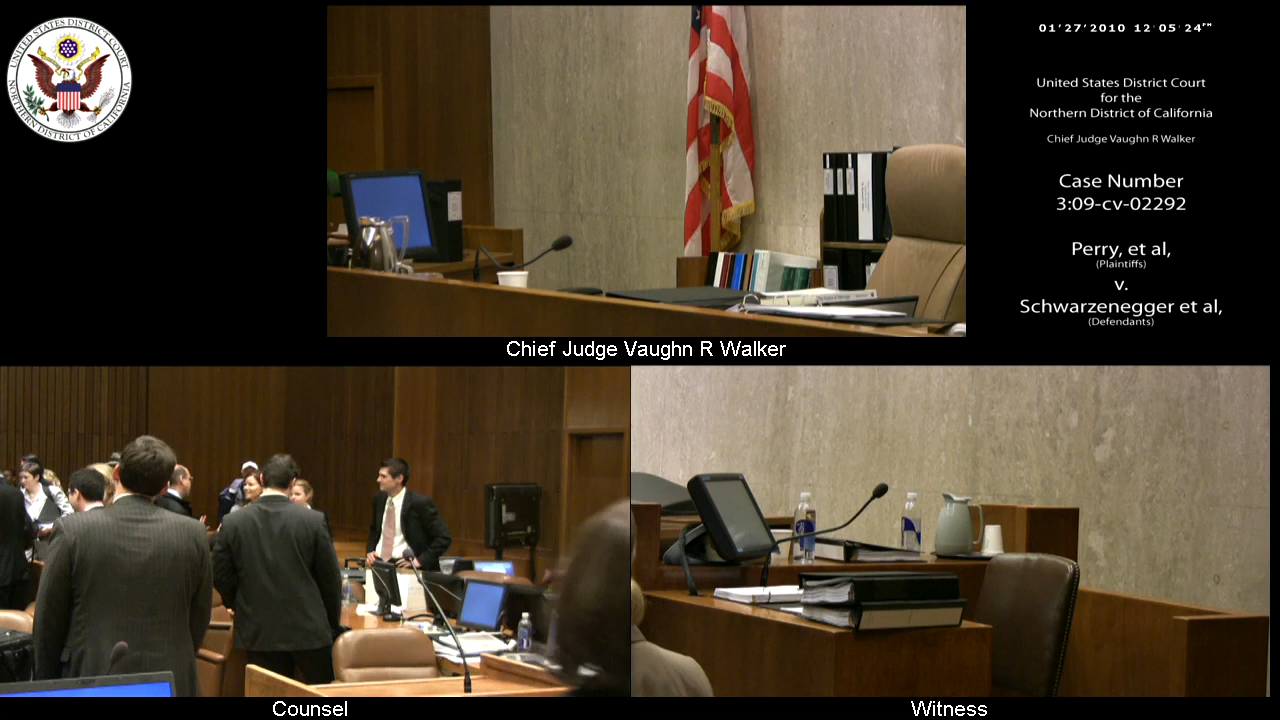 UNITED STATES DISTRICT COURT
NORTHERN DISTRICT OF CALIFORNIA
01'27'2010 12:05:24 PM
United States District Court
for the
Northern District of California
Chief Judge Vaughn R Walker
Case Number
3:09-cv-02292
Perry, et al,
(Plaintiffs)
v.
Schwarzenegger et al,
(Defendants)
Chief Judge Vaughn R Walker
Counsel
Witness